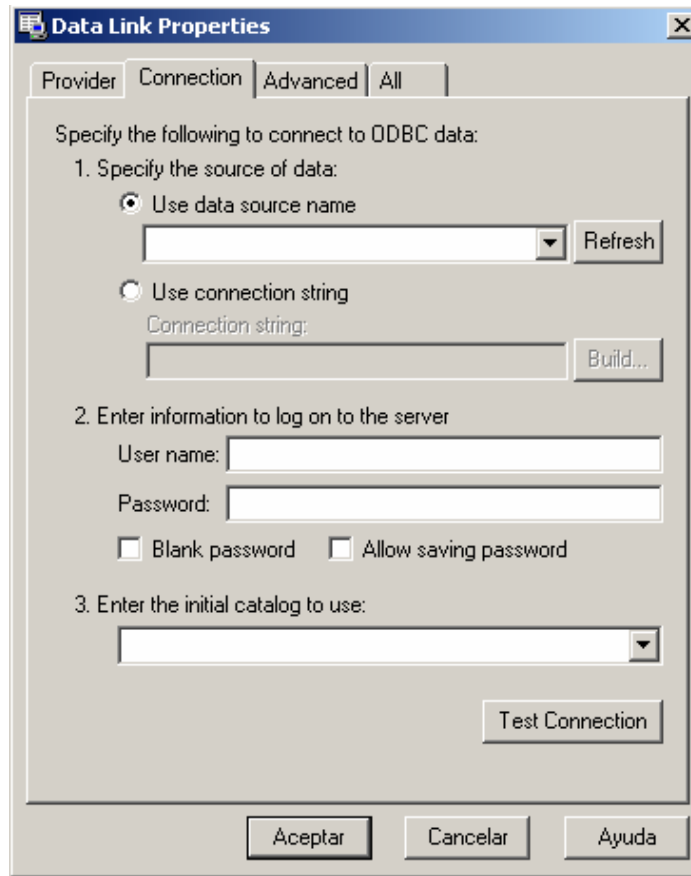 Data Link Properties
Provider Connection Advanced All
Specify the following to connect to ODBC data:
1. Specify the source of data:
Use data source name
Refresh
Use connection string
Connection string:
Build...
2. Enter information to log on to the server
User name:
Password:
Blank password Allow saving password
3. Enter the initial catalog to use:
Test Connection
Aceptar Cancelar Ayuda